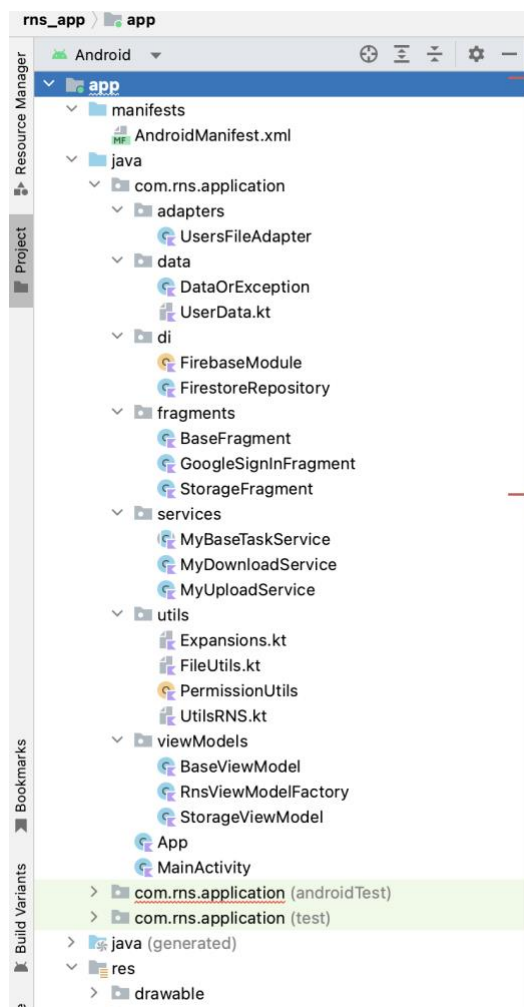 rns_app
app
Resource Manager
Android
app
manifests
MF
AndroidManifest.xml
java
com.rns.application
adapters
UsersFileAdapter
data
DataOrException
UserData.kt
Project
di
FirebaseModule
FirestoreRepository
fragments
BaseFragment
GoogleSignInFragment
StorageFragment
services
MyBaseTaskService
MyDownloadService
MyUploadService
utils
Expansions.kt
FileUtils.kt
PermissionUtils
UtilsRNS.kt
viewModels
BaseViewModel
RnsViewModelFactory
StorageViewModel
App
MainActivity
Bookmarks
com.rns.application (androidTest)
com.rns.application (test)
java (generated)
res
drawable
Build Variants